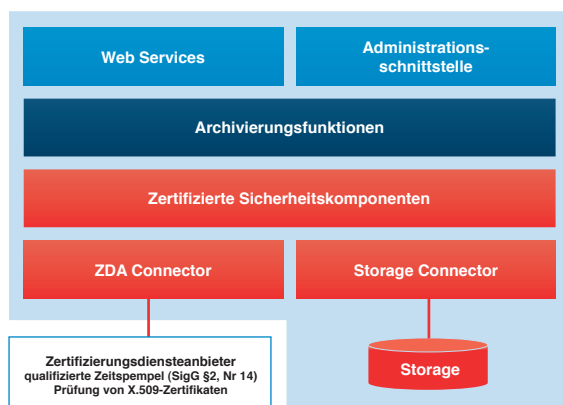 Web Services
Administrations-
schnittstelle
Archivierungsfunktionen
Zertifizierte Sicherheitskomponenten
ZDA Connector
Storage Connector
Zertifizierungsdiensteanbieter
qualifizierte Zeitspempel (SigG §2, Nr 14)
Prüfung von X.509-Zertifikaten
Storage